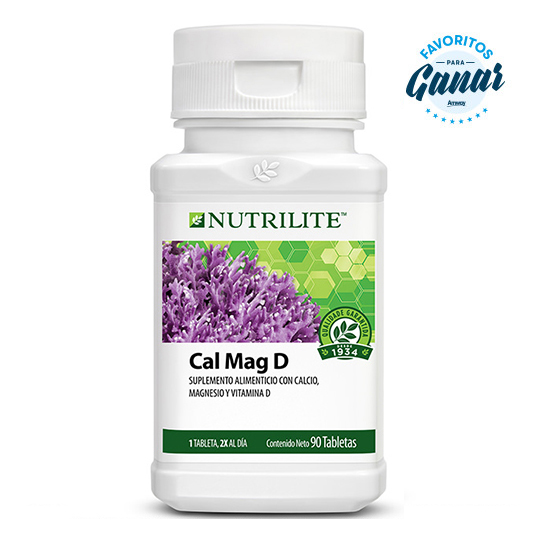 FAVORITOS
PARA
Ganar
Amway
NUTRILITE™
QUALIDADE GARANTIDA
DESDE
1934
Cal Mag D
SUPLEMENTO ALIMENTICIO CON CALCIO,
MAGNESIO Y VITAMINA D
1 TABLETA, 2X AL DÍA Contenido Neto 90 Tabletas